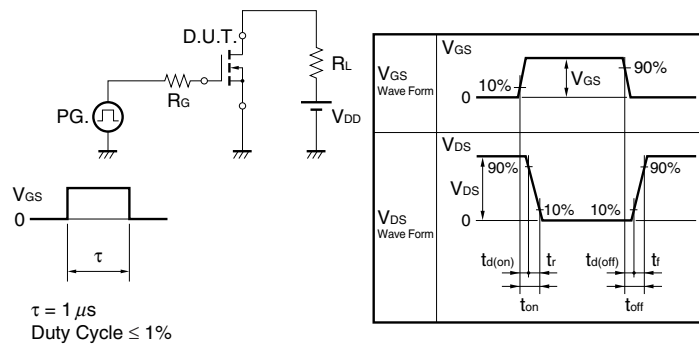 D.U.T.
RL
RG
PG.
VDD
VGS
0
τ
τ = 1 μs
Duty Cycle ≤ 1%
VGS
Wave Form
VGS
10%
VGS
90%
0
VDS
Wave Form
VDS
90%
VDS
90%
10%
10%
0
td(on)
tr
td(off)
tf
ton
toff